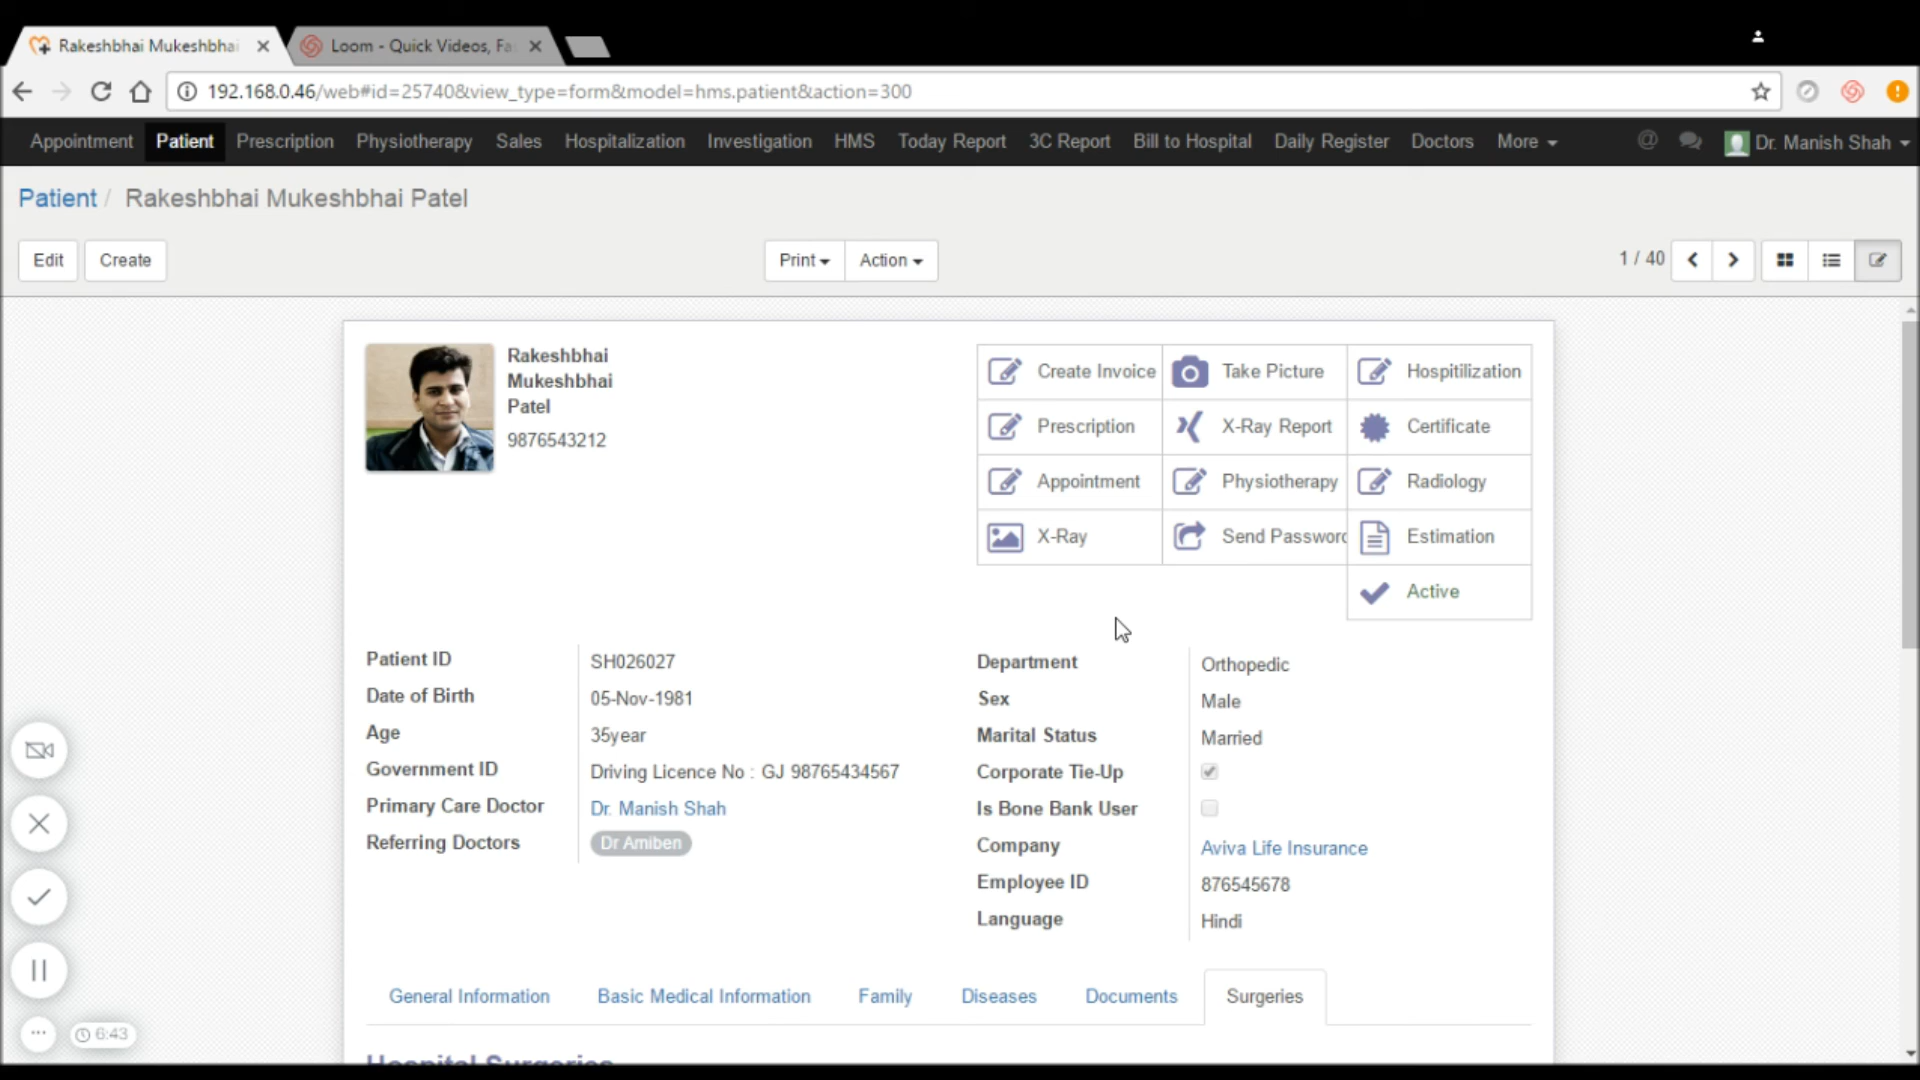 Rakeshbhai Mukeshbhai
Loom - Quick Videos, Fa
192.168.0.46/web#id=25740&view_type=form&model=hms.patient&action=300
Appointment Patient Prescription Physiotherapy Sales Hospitalization Investigation HMS Today Report 3C Report Bill to Hospital Daily Register Doctors More Dr. Manish Shah
Patient / Rakeshbhai Mukeshbhai Patel
Edit Create Print Action 1 / 40
Rakeshbhai
Mukeshbhai
Patel
9876543212
Create Invoice Take Picture Hospitilization
Prescription X-Ray Report Certificate
Appointment Physiotherapy Radiology
X-Ray Send Password Estimation
Active
Patient ID SH026027
Date of Birth 05-Nov-1981
Age 35year
Government ID Driving Licence No : GJ 98765434567
Primary Care Doctor Dr. Manish Shah
Referring Doctors Dr Amiben
Department Orthopedic
Sex Male
Marital Status Married
Corporate Tie-Up
Is Bone Bank User
Company Aviva Life Insurance
Employee ID 876545678
Language Hindi
General Information Basic Medical Information Family Diseases Documents Surgeries
6:43
Hospital Surgeries